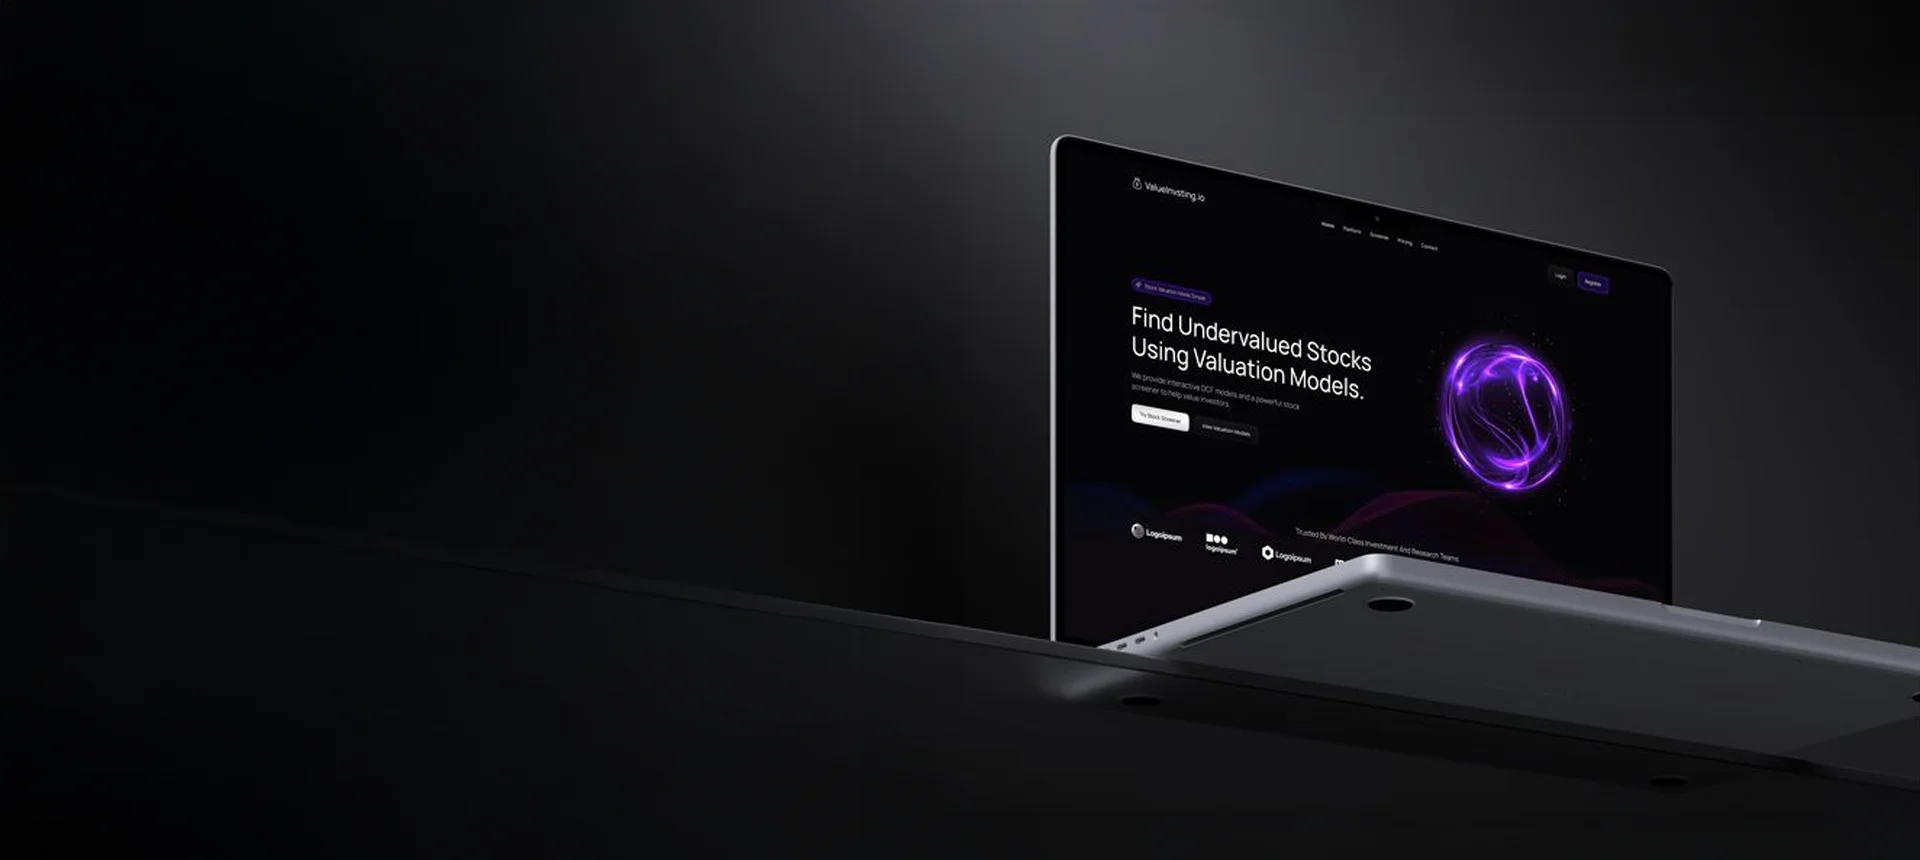 ValueInvsting.io
Home Platform Screener Pricing Contact
Login Register
Stock Valuation Made Simple
Find Undervalued Stocks
Using Valuation Models.
We provide interactive DCF models and a powerful stock
screener to help value investors.
Try Stock Screener View Valuation Models
Trusted By World-Class Investment And Research Teams
Logoipsum logoipsum Logoipsum